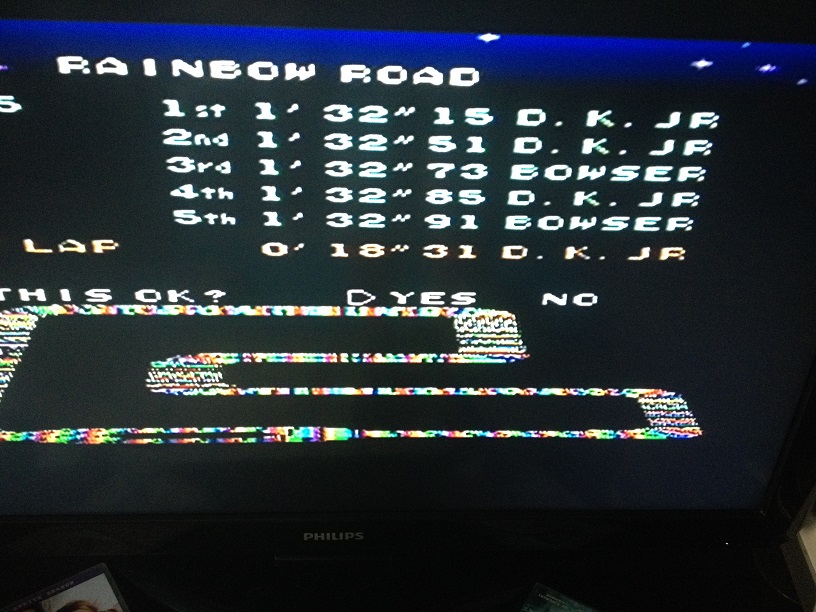 RAINBOW ROAD
5 1st 1' 32" 15 D. K. JR
2nd 1' 32" 51 D. K. JR
3rd 1' 32" 73 BOWSER
4th 1' 32" 85 D. K. JR
5th 1' 32" 91 BOWSER
LAP 0' 18" 31 D. K. JR
THIS OK? YES NO
PHILIPS